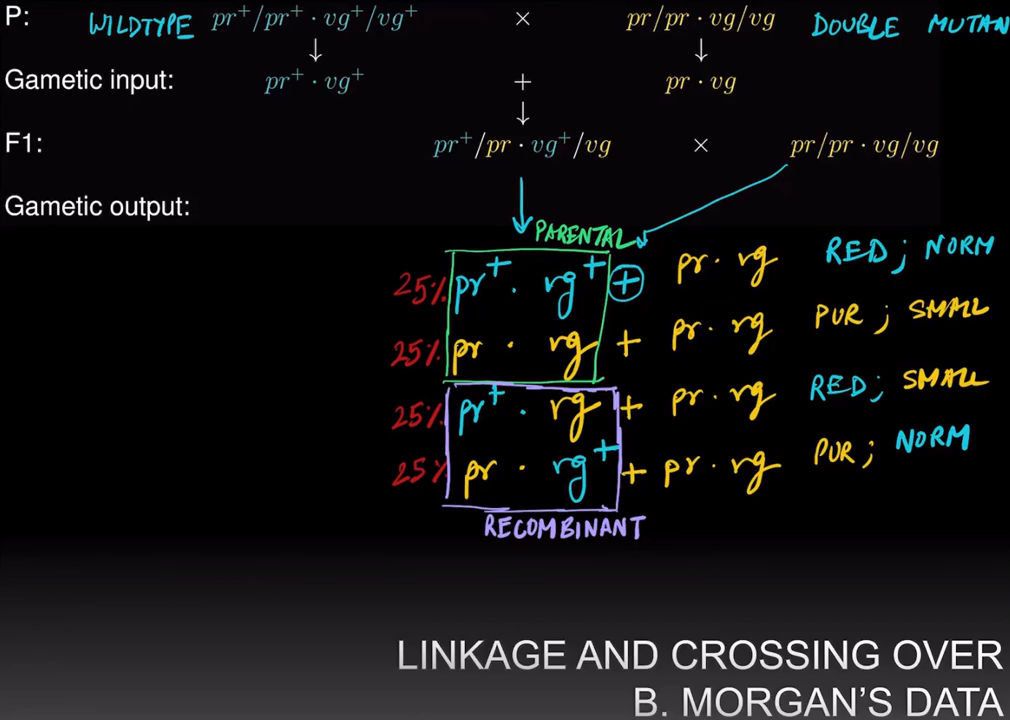 P: WILDTYPE pr⁺/pr⁺ · vg⁺/vg⁺ × pr/pr · vg/vg DOUBLE MUTAN
↓ ↓
Gametic input: pr⁺ · vg⁺ + pr · vg
↓
F1: pr⁺/pr · vg⁺/vg × pr/pr · vg/vg
Gametic output:
PARENTAL
25% pr⁺ · vg⁺ + pr · vg RED; NORM
25% pr · vg + pr · vg PUR; SMALL
25% pr⁺ · vg + pr · vg RED; SMALL
25% pr · vg⁺ + pr · vg PUR; NORM
RECOMBINANT
LINKAGE AND CROSSING OVER
B. MORGAN'S DATA